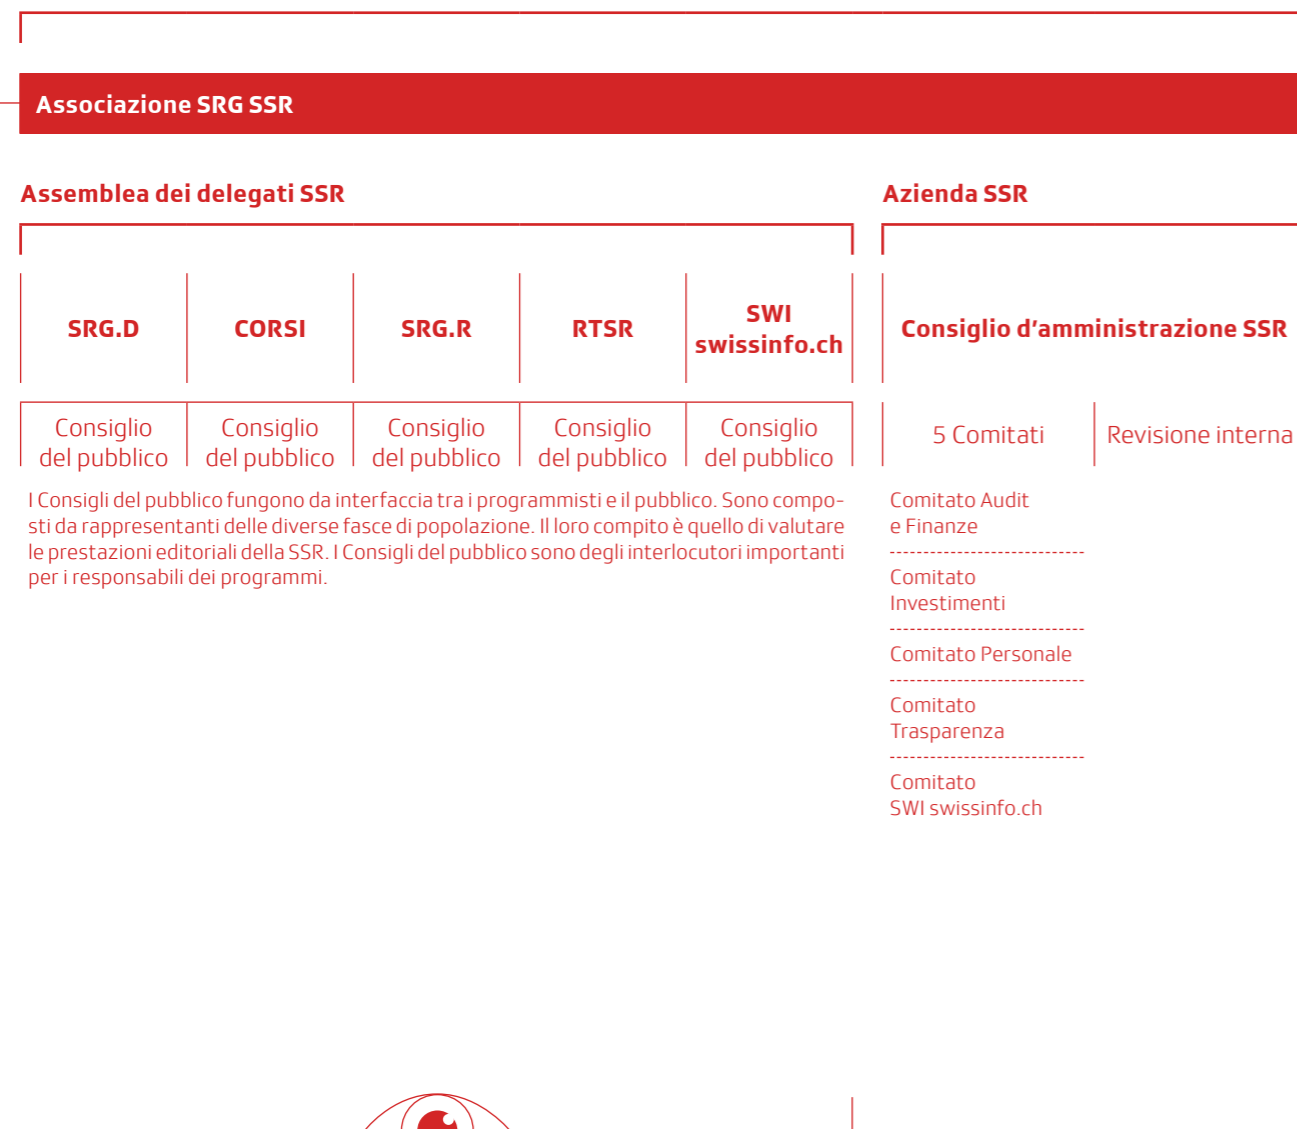 Associazione SRG SSR
Assemblea dei delegati SSR
SRG.D
CORSI
SRG.R
RTSR
SWI
swissinfo.ch
Consiglio
del pubblico
Consiglio
del pubblico
Consiglio
del pubblico
Consiglio
del pubblico
Consiglio
del pubblico
I Consigli del pubblico fungono da interfaccia tra i programmisti e il pubblico. Sono compo-
sti da rappresentanti delle diverse fasce di popolazione. Il loro compito è quello di valutare
le prestazioni editoriali della SSR. I Consigli del pubblico sono degli interlocutori importanti
per i responsabili dei programmi.
Azienda SSR
Consiglio d'amministrazione SSR
5 Comitati
Revisione interna
Comitato Audit
e Finanze
Comitato
Investimenti
Comitato Personale
Comitato
Trasparenza
Comitato
SWI swissinfo.ch